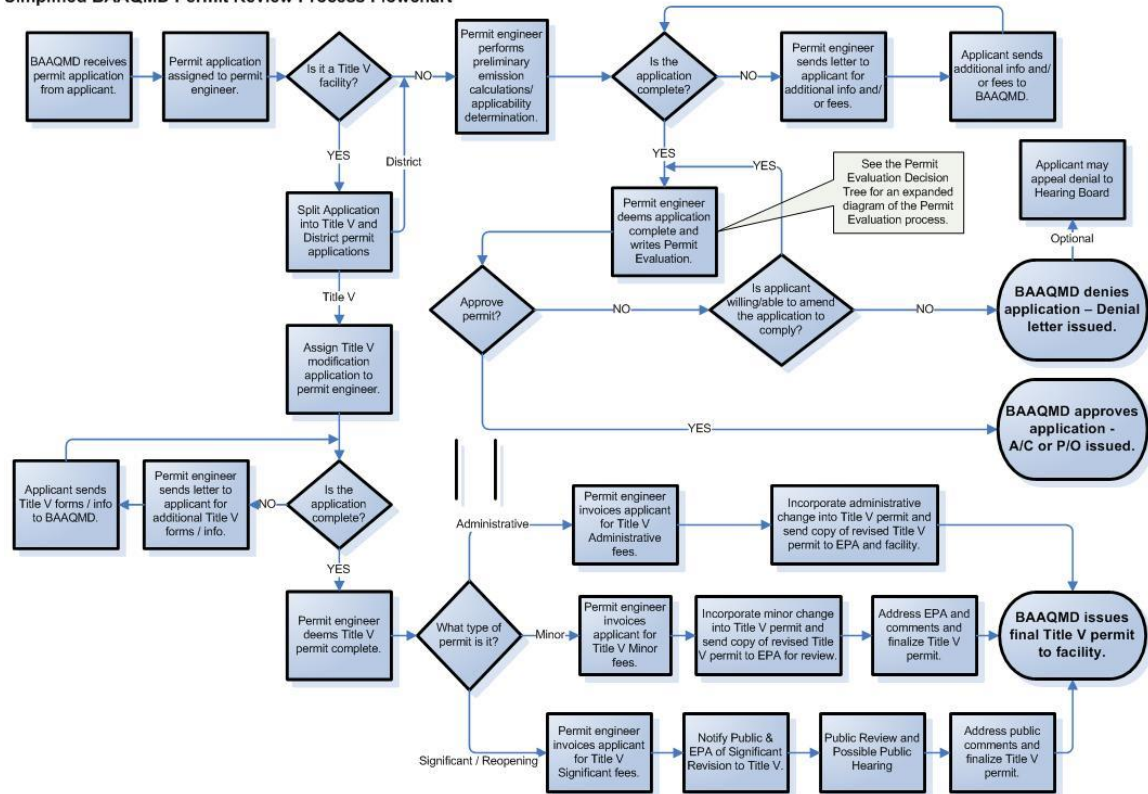 Simplified BAAQMD Permit Review Process Flowchart
BAAQMD receives
permit application
from applicant.
Permit application
assigned to permit
engineer.
Is it a Title V
facility?
NO
Permit engineer
performs
preliminary
emission
calculations/
applicability
determination.
Is the
application
complete?
NO
Permit engineer
sends letter to
applicant for
additional info and/
or fees.
Applicant sends
additional info and/
or fees to
BAAQMD.
YES
District
Split Application
into Title V and
District permit
applications
YES
YES
Permit engineer
deems application
complete and
writes Permit
Evaluation.
See the Permit
Evaluation Decision
Tree for an expanded
diagram of the Permit
Evaluation process.
Applicant may
appeal denial to
Hearing Board
Optional
Approve
permit?
NO
Is applicant
willing/able to amend
the application to
comply?
NO
BAAQMD denies
application – Denial
letter issued.
Title V
Assign Title V
modification
application to
permit engineer.
YES
BAAQMD approves
application -
A/C or P/O issued.
Applicant sends
Title V forms / info
to BAAQMD.
Permit engineer
sends letter to
applicant for
additional Title V
forms / info.
NO
Is the
application
complete?
YES
Permit engineer
deems Title V
permit complete.
What type of
permit is it?
Administrative
Permit engineer
invoices applicant
for Title V
Administrative
fees.
Incorporate administrative
change into Title V permit and
send copy of revised Title V
permit to EPA and facility.
Minor
Permit engineer
invoices
applicant for
Title V Minor
fees.
Incorporate minor change
into Title V permit and
send copy of revised Title
V permit to EPA for review.
Address EPA and
comments and
finalize Title V
permit.
BAAQMD issues
final Title V permit
to facility.
Significant / Reopening
Permit engineer
invoices applicant
for Title V
Significant fees.
Notify Public &
EPA of Significant
Revision to Title V.
Public Review and
Possible Public
Hearing
Address public
comments and
finalize Title V
permit.